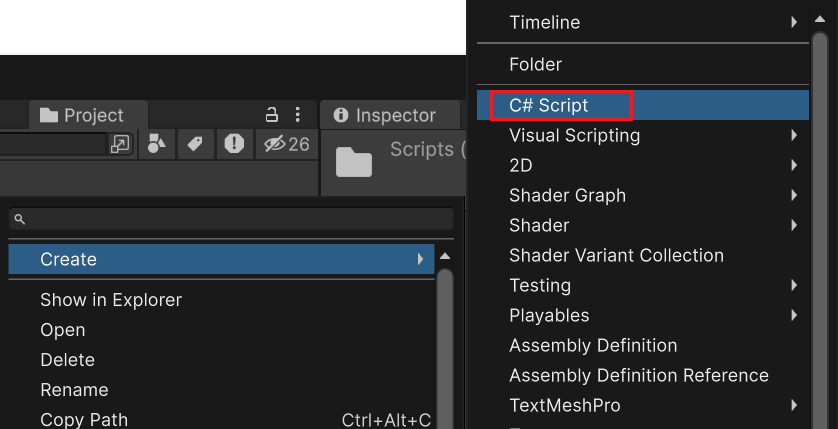 Project
26
Inspector
Scripts (
Create
Show in Explorer
Open
Delete
Rename
Copy Path Ctrl+Alt+C
Timeline
Folder
C# Script
Visual Scripting
2D
Shader Graph
Shader
Shader Variant Collection
Testing
Playables
Assembly Definition
Assembly Definition Reference
TextMeshPro